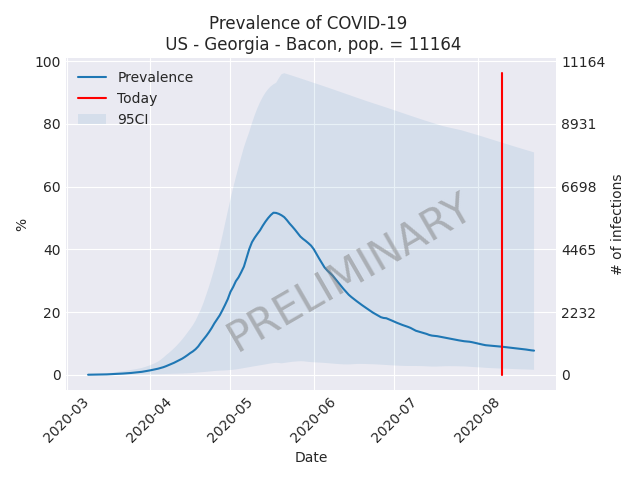 Prevalence of COVID-19
US - Georgia - Bacon, pop. = 11164
Prevalence
Today
95CI
100
80
60
40
20
0
%
11164
8931
6698
4465
2232
0
# of infections
PRELIMINARY
2020-03
2020-04
2020-05
2020-06
2020-07
2020-08
Date